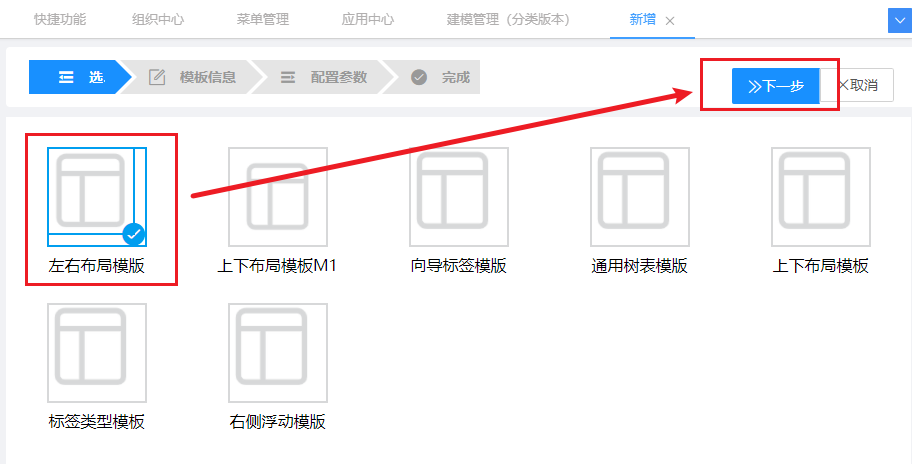 快捷功能 组织中心 菜单管理 应用中心 建模管理（分类版本） 新增
选 模板信息 配置参数 完成 下一步 取消
左右布局模版 上下布局模板M1 向导标签模版 通用树表模版 上下布局模板
标签类型模板 右侧浮动模版